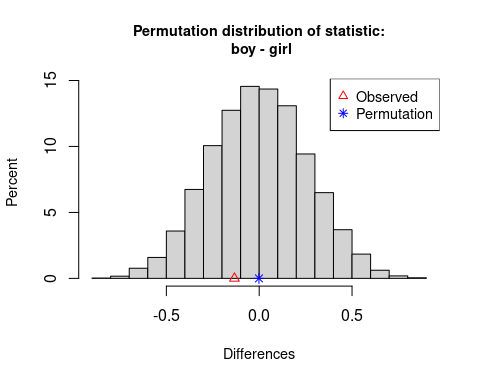 Permutation distribution of statistic:
boy - girl
Observed
Permutation
Percent
15
10
5
0
-0.5
0.0
0.5
Differences